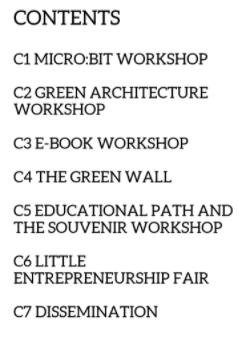 CONTENTS
C1 MICRO:BIT WORKSHOP
C2 GREEN ARCHITECTURE
WORKSHOP
C3 E-BOOK WORKSHOP
C4 THE GREEN WALL
C5 EDUCATIONAL PATH AND
THE SOUVENIR WORKSHOP
C6 LITTLE
ENTREPRENEURSHIP FAIR
C7 DISSEMINATION